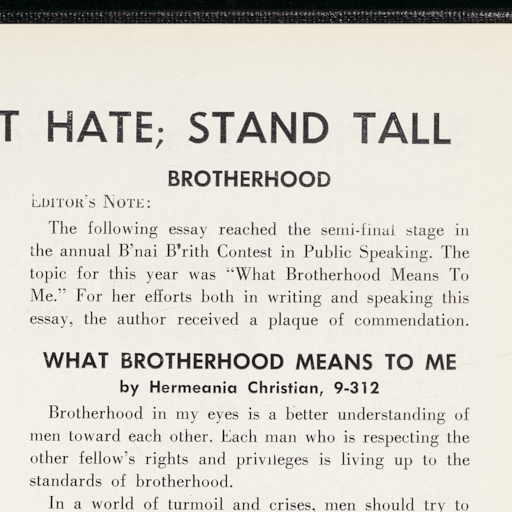 T HATE; STAND TALL
BROTHERHOOD
EDITOR'S NOTE:
The following essay reached the semi-final stage in
the annual B'nai B'rith Contest in Public Speaking. The
topic for this year was "What Brotherhood Means To
Me." For her efforts both in writing and speaking this
essay, the author received a plaque of commendation.
WHAT BROTHERHOOD MEANS TO ME
by Hermeania Christian, 9-312
Brotherhood in my eyes is a better understanding of
men toward each other. Each man who is respecting the
other fellow's rights and privileges is living up to the
standards of brotherhood.
In a world of turmoil and crises, men should try to